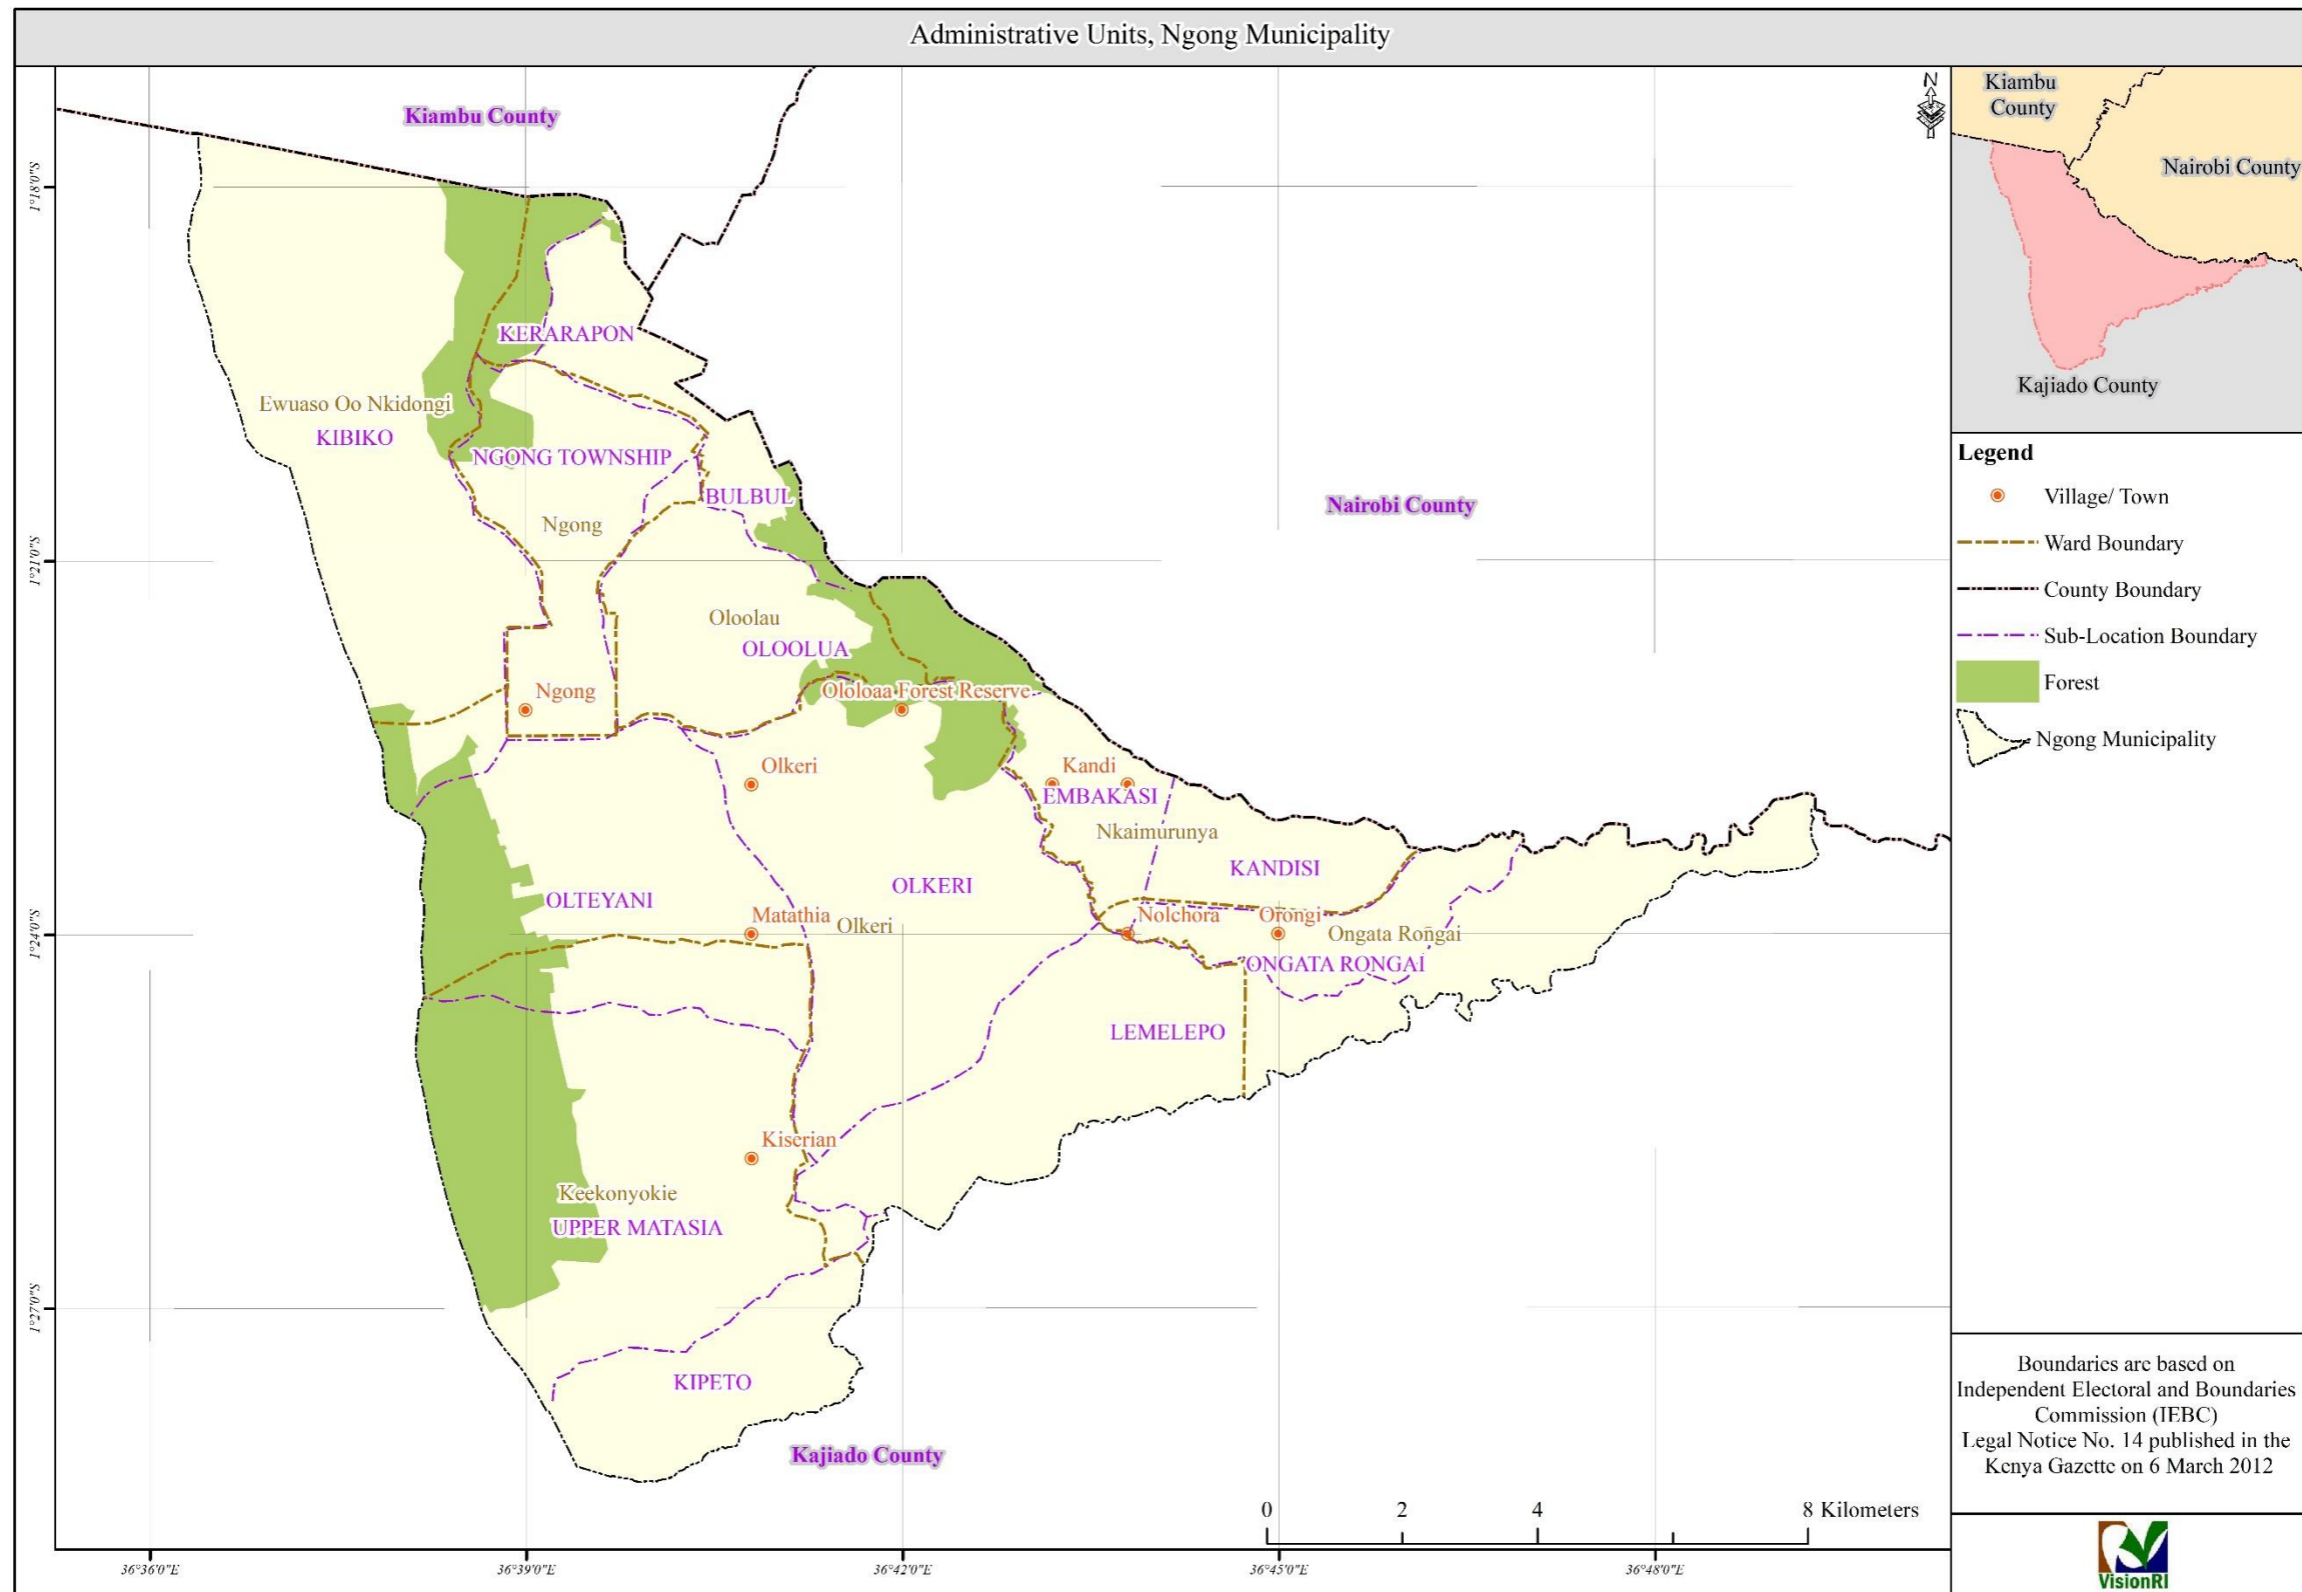 Administrative Units, Ngong Municipality
N
Kiambu County
Nairobi County
Kajiado County
KERARAPON
Ewuaso Oo Nkidongi
KIBIKO
NGONG TOWNSHIP
BULBUL
Ngong
Oloolau
OLOOLUA
Ngong
Ololoaa Forest Reserve
Olkeri
Kandi
EMBAKASI
Nkaimurunya
KANDISI
OLKERI
OLTEYANI
Matathia
Olkeri
Nolchora
Orongi
Ongata Rongai
ONGATA RONGAI
LEMELEPO
Kiserian
Keekonyokie
UPPER MATASIA
KIPETO
1°18'0"S
1°21'0"S
1°24'0"S
1°27'0"S
36°36'0"E
36°39'0"E
36°42'0"E
36°45'0"E
36°48'0"E
0 2 4 8 Kilometers
Kiambu
County
Nairobi County
Kajiado County
Legend
Village/ Town
Ward Boundary
County Boundary
Sub-Location Boundary
Forest
Ngong Municipality
Boundaries are based on
Independent Electoral and Boundaries
Commission (IEBC)
Legal Notice No. 14 published in the
Kenya Gazette on 6 March 2012
VisionRI